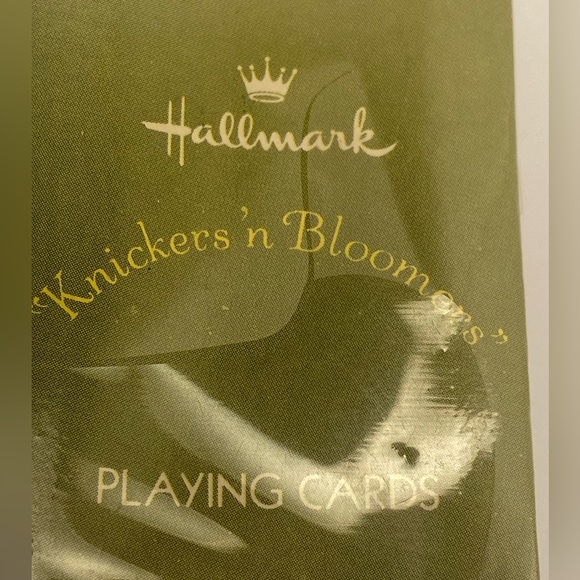 Hallmark
“Knickers 'n Bloomers”
PLAYING CARDS